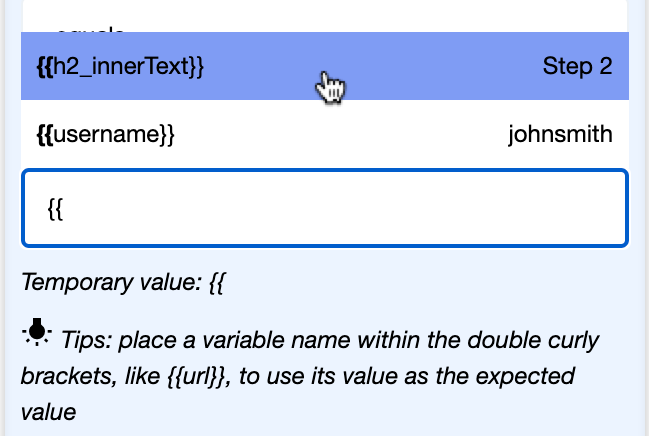 {{h2_innerText}} Step 2
{{username}} johnsmith
{{
Temporary value: {{
Tips: place a variable name within the double curly
brackets, like {{url}}, to use its value as the expected
value